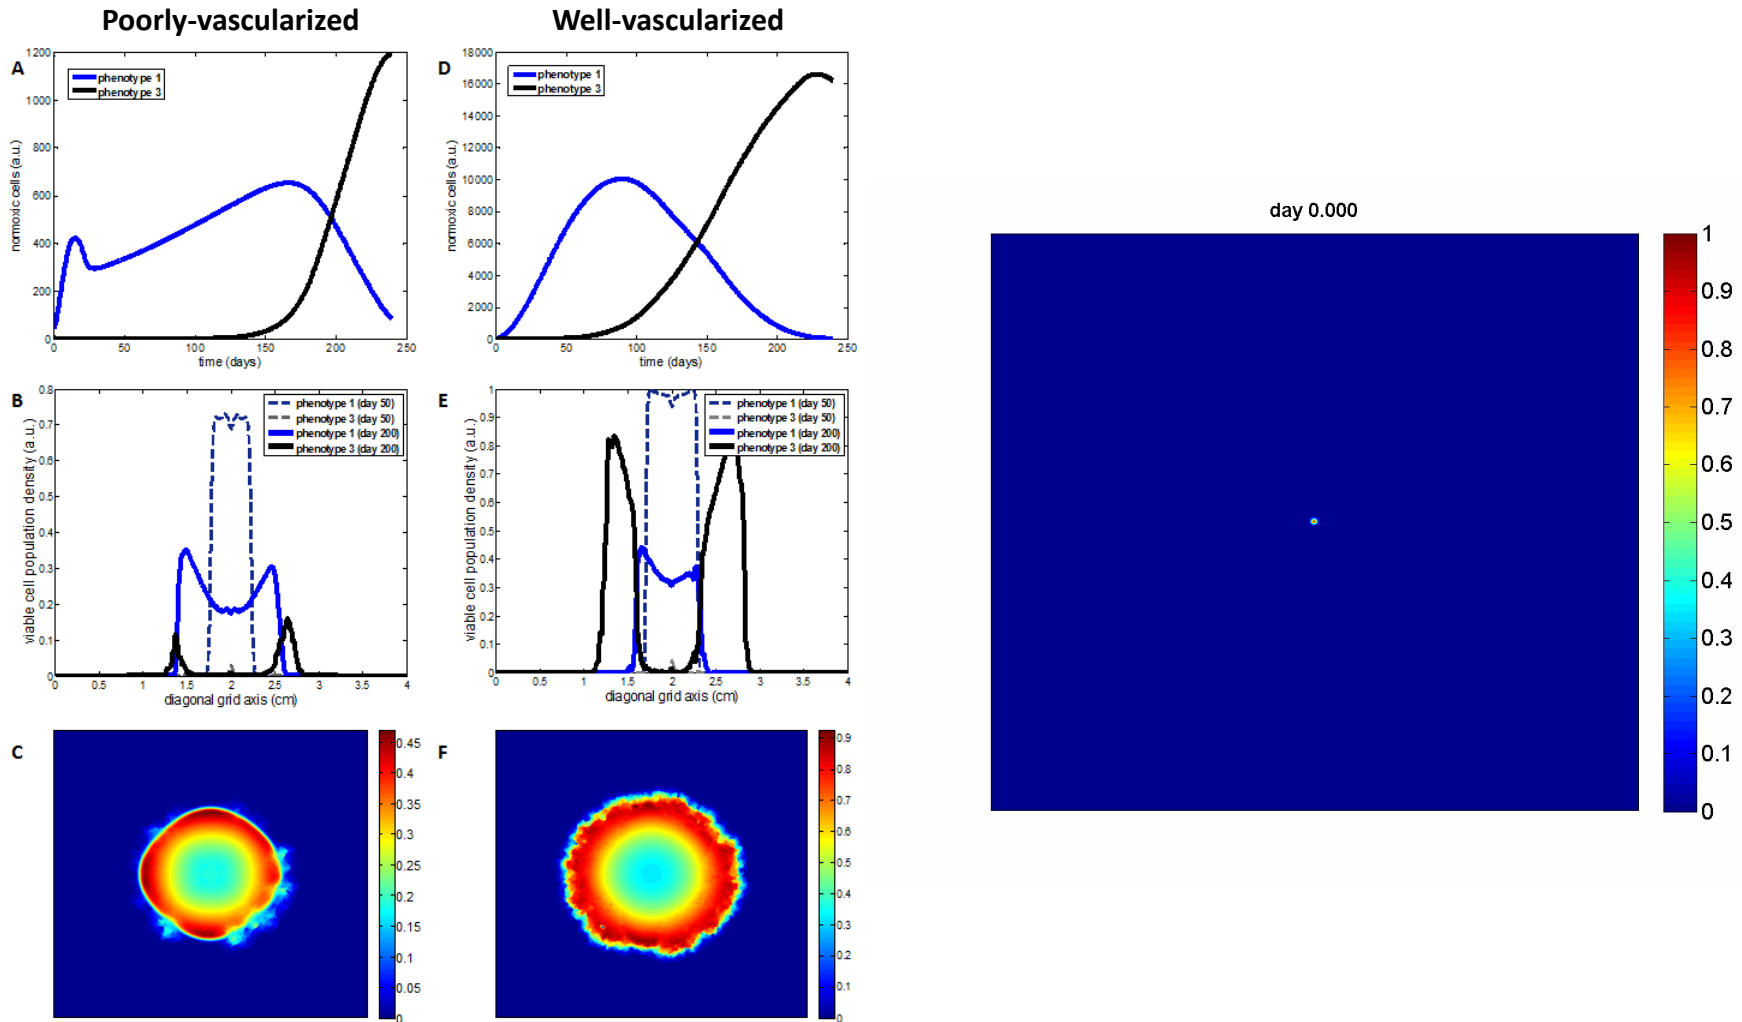 Poorly-vascularized
Well-vascularized
A
1200
1000
800
600
400
200
0
normoxic cells (a.u.)
phenotype 1
phenotype 3
0 50 100 150 200 250
time (days)
D
18000
16000
14000
12000
10000
8000
6000
4000
2000
0
normoxic cells (a.u.)
phenotype 1
phenotype 3
0 50 100 150 200 250
time (days)
B
0.8
0.7
0.6
0.5
0.4
0.3
0.2
0.1
0
viable cell population density (a.u.)
phenotype 1 (day 50)
phenotype 3 (day 50)
phenotype 1 (day 200)
phenotype 3 (day 200)
0 0.5 1 1.5 2 2.5 3 3.5 4
diagonal grid axis (cm)
E
1
0.9
0.8
0.7
0.6
0.5
0.4
0.3
0.2
0.1
0
viable cell population density (a.u.)
phenotype 1 (day 50)
phenotype 3 (day 50)
phenotype 1 (day 200)
phenotype 3 (day 200)
0 0.5 1 1.5 2 2.5 3 3.5 4
diagonal grid axis (cm)
C
0.45
0.4
0.35
0.3
0.25
0.2
0.15
0.1
0.05
0
F
0.9
0.8
0.7
0.6
0.5
0.4
0.3
0.2
0.1
0
day 0.000
1
0.9
0.8
0.7
0.6
0.5
0.4
0.3
0.2
0.1
0